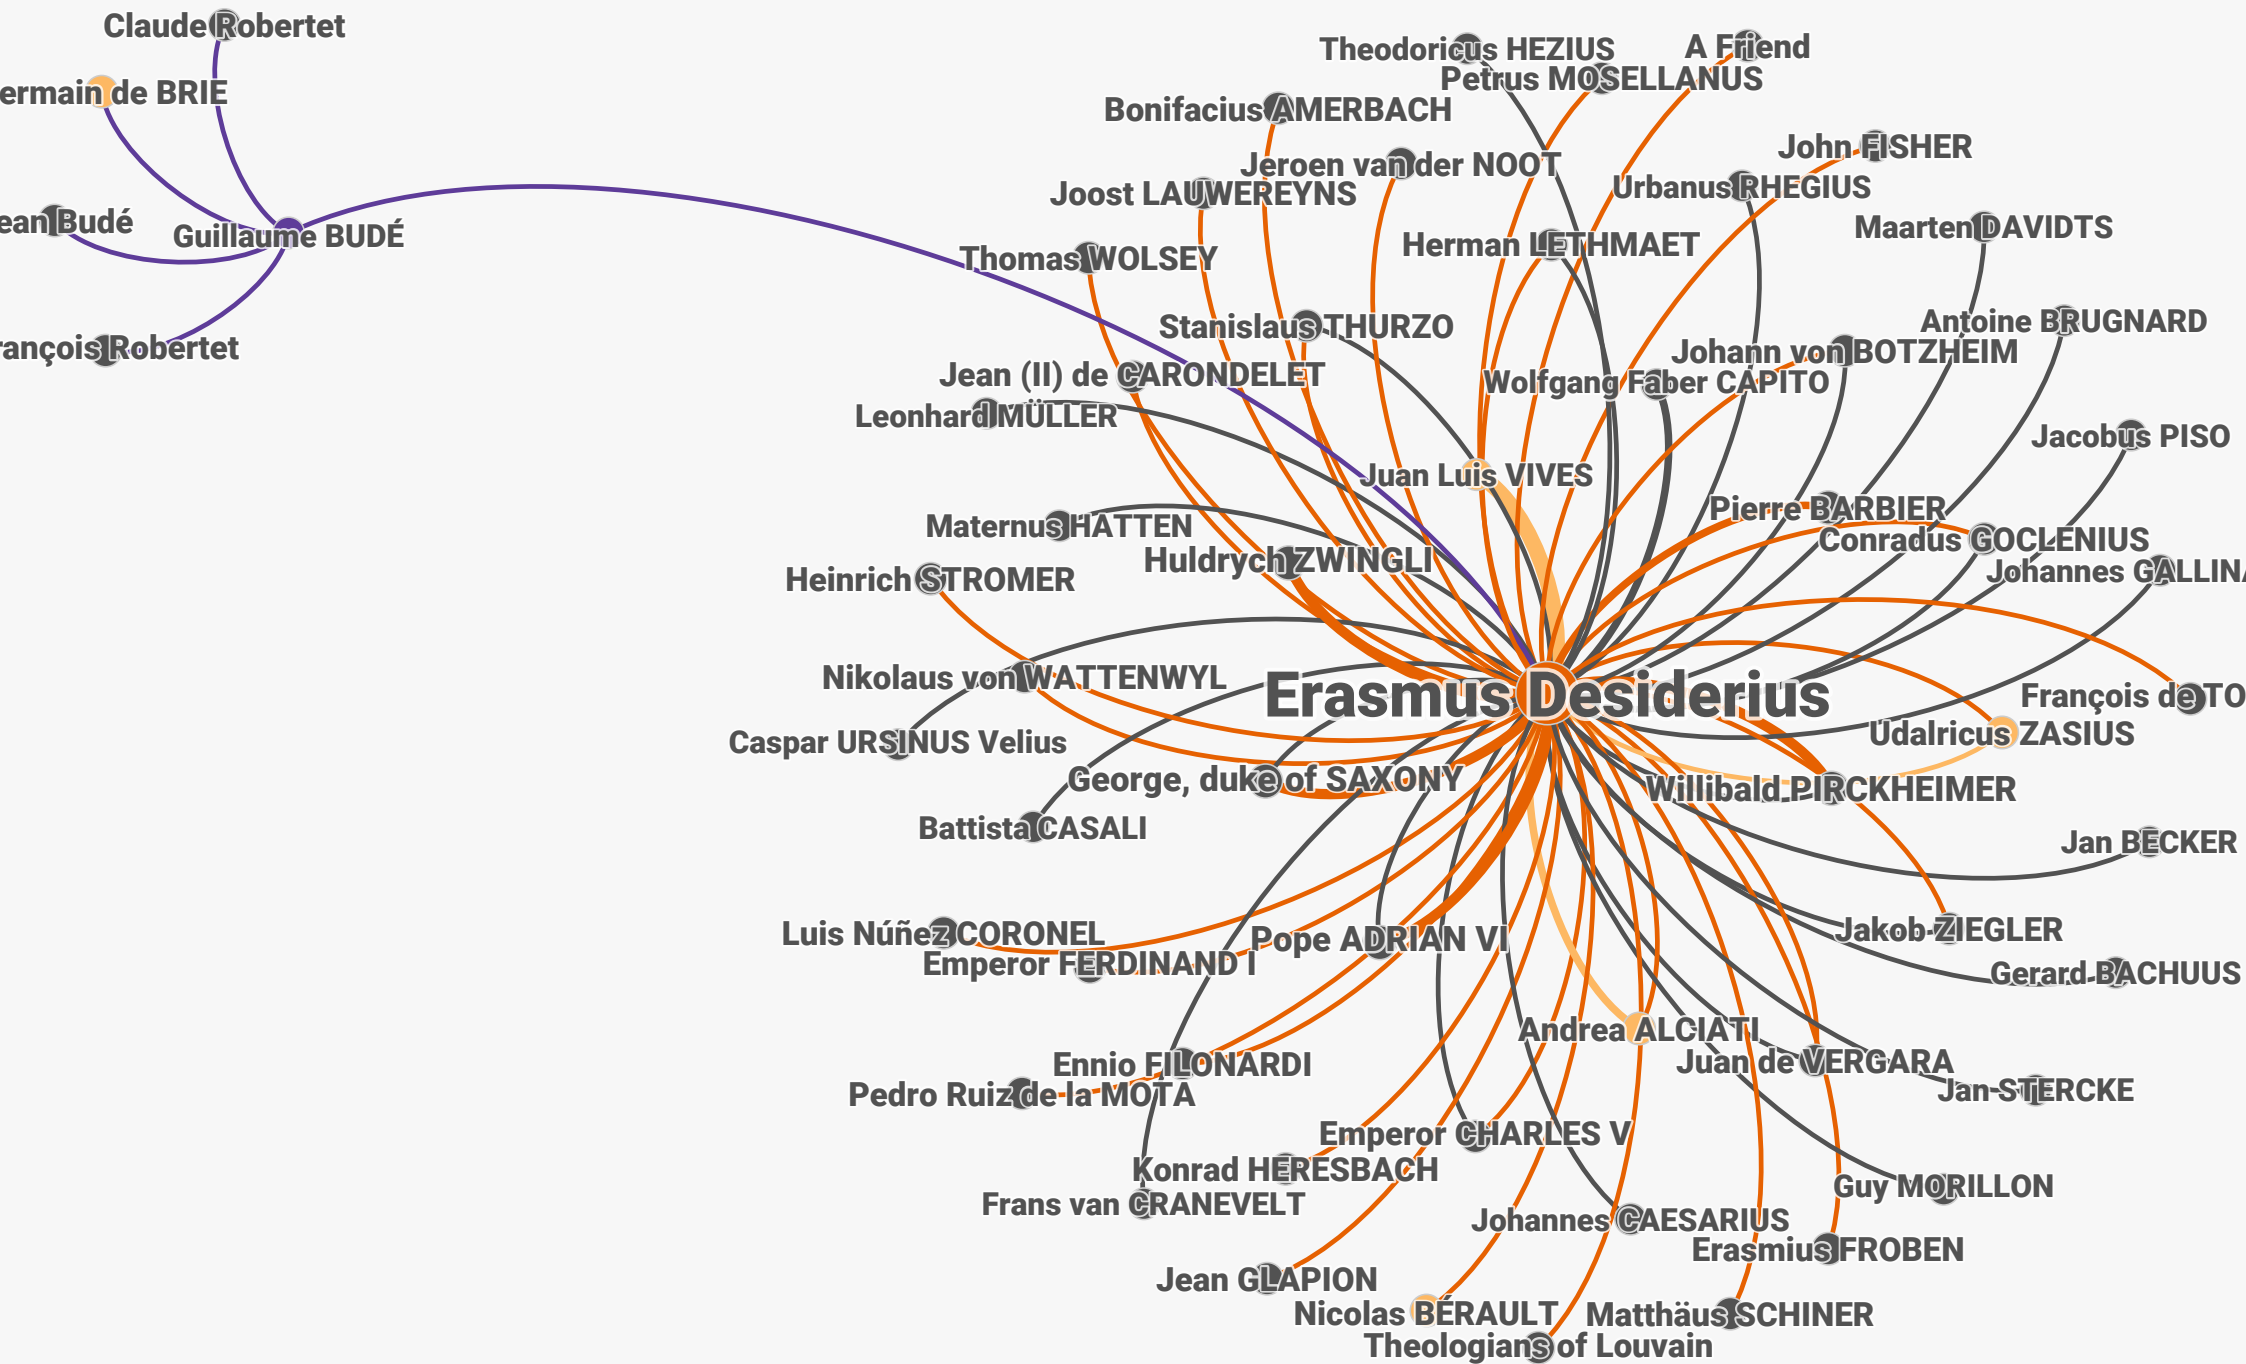 Claude Robertet
ermain de BRIE
ean Budé
Guillaume BUDÉ
rançois Robertet
Theodoricus HEZIUS
A Friend
Petrus MOSELLANUS
Bonifacius AMERBACH
John FISHER
Jeroen van der NOOT
Urbanus RHEGIUS
Joost LAUWEREYNS
Maarten DAVIDTS
Herman LETHMAET
Thomas WOLSEY
Antoine BRUGNARD
Stanislaus THURZO
Johann von BOTZHEIM
Jean (II) de CARONDELET
Wolfgang Faber CAPITO
Leonhard MÜLLER
Jacobus PISO
Juan Luis VIVES
Pierre BARBIER
Maternus HATTEN
Conradus GOCLENIUS
Huldrych ZWINGLI
Johannes GALLINA
Heinrich STROMER
Nikolaus von WATTENWYL
Erasmus Desiderius
François de TO
Udalricus ZASIUS
Caspar URSINUS Velius
George, duke of SAXONY
Willibald PIRCKHEIMER
Battista CASALI
Jan BECKER
Luis Núñez CORONEL
Pope ADRIAN VI
Jakob ZIEGLER
Emperor FERDINAND I
Gerard BACHUUS
Andrea ALCIATI
Ennio FILONARDI
Juan de VERGARA
Pedro Ruiz de la MOTA
Jan STERCKE
Emperor CHARLES V
Konrad HERESBACH
Guy MORILLON
Frans van CRANEVELT
Johannes CAESARIUS
Erasmius FROBEN
Jean GLAPION
Nicolas BÉRAULT
Matthäus SCHINER
Theologians of Louvain